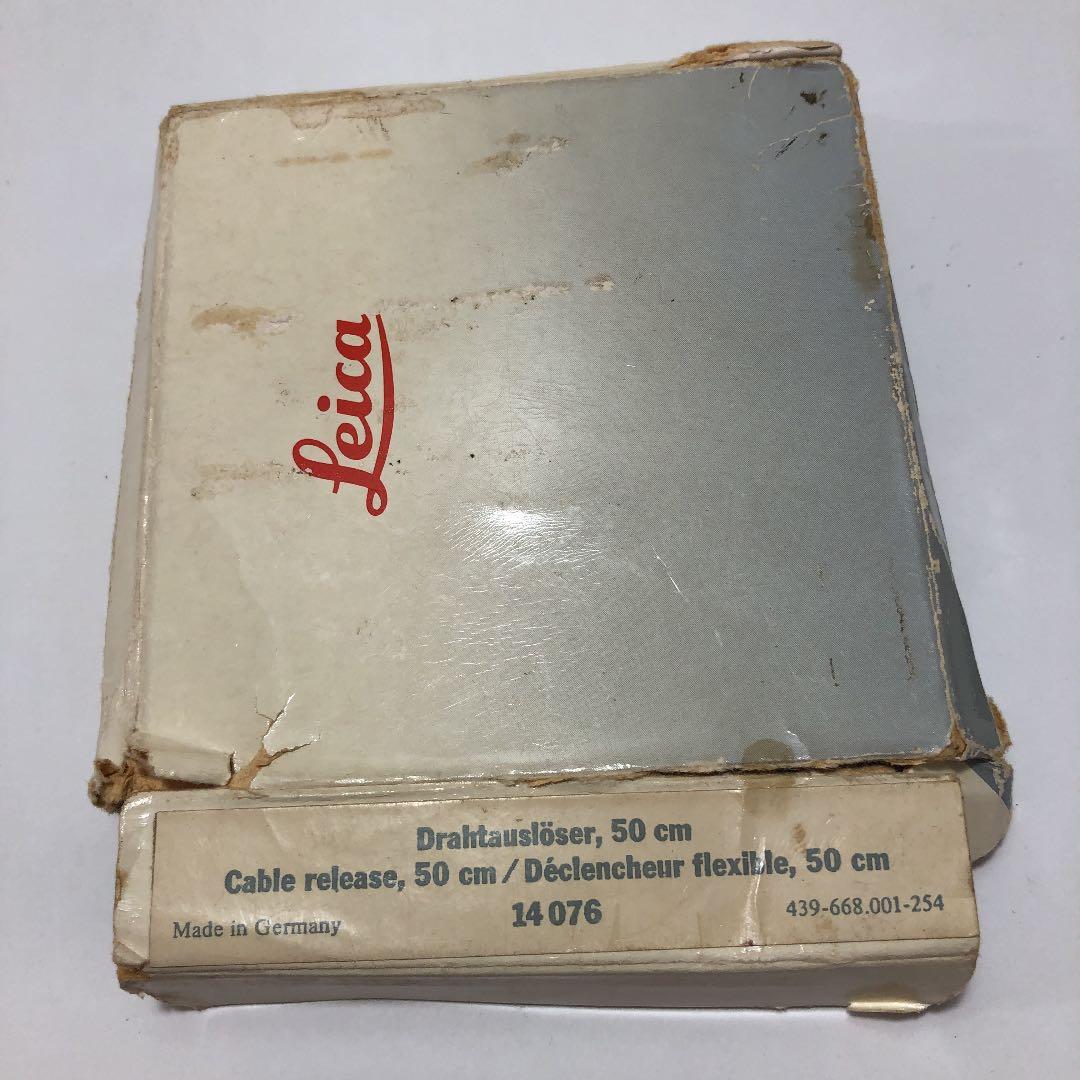 Leica
Drahtauslöser, 50 cm
Cable release, 50 cm / Déclencheur flexible, 50 cm
14 076
Made in Germany
439-668.001-254